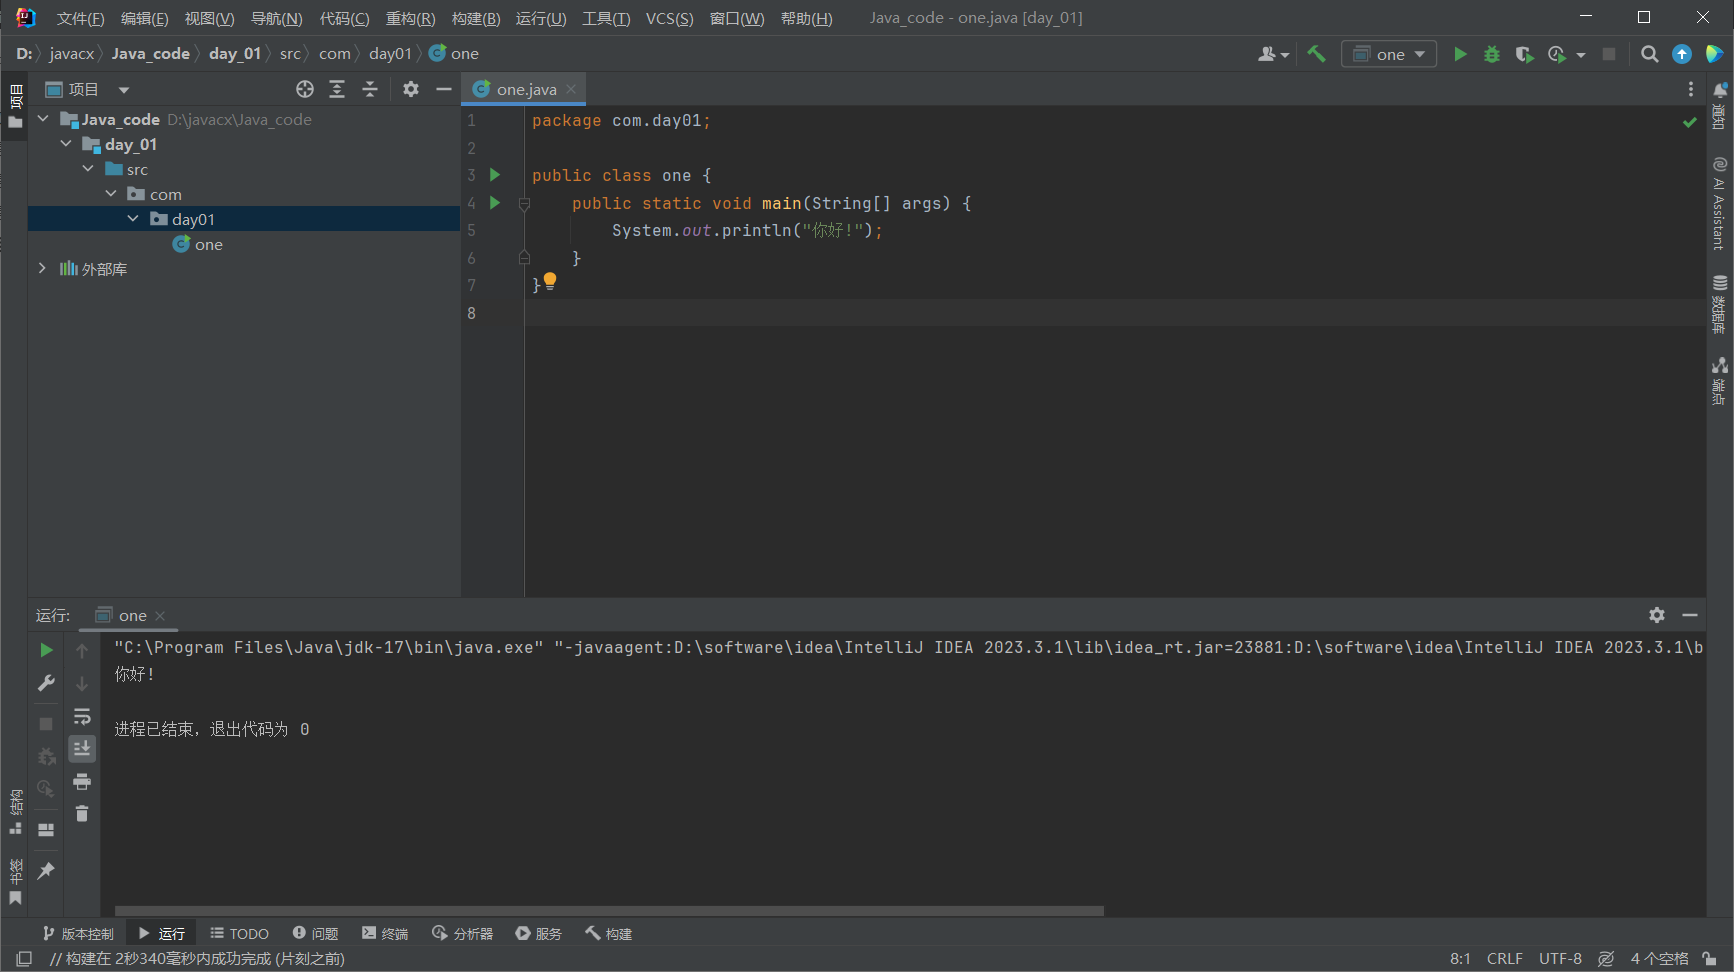 文件(F) 编辑(E) 视图(V) 导航(N) 代码(C) 重构(R) 构建(B) 运行(U) 工具(T) VCS(S) 窗口(W) 帮助(H) Java_code - one.java [day_01]
D: javacx Java_code day_01 src com day01 one
one
项目
one.java
Java_code D:\javacx\Java_code
day_01
src
com
day01
one
外部库
1 package com.day01;
2
3 public class one {
4 public static void main(String[] args) {
5 System.out.println("你好!");
6 }
7 }
8
项目
结构
书签
通知
AI Assistant
数据库
端点
运行: one
"C:\Program Files\Java\jdk-17\bin\java.exe" "-javaagent:D:\software\idea\IntelliJ IDEA 2023.3.1\lib\idea_rt.jar=23881:D:\software\idea\IntelliJ IDEA 2023.3.1\b
你好!
进程已结束，退出代码为 0
版本控制 运行 TODO 问题 终端 分析器 服务 构建
// 构建在 2秒340毫秒内成功完成 (片刻之前) 8:1 CRLF UTF-8 4 个空格